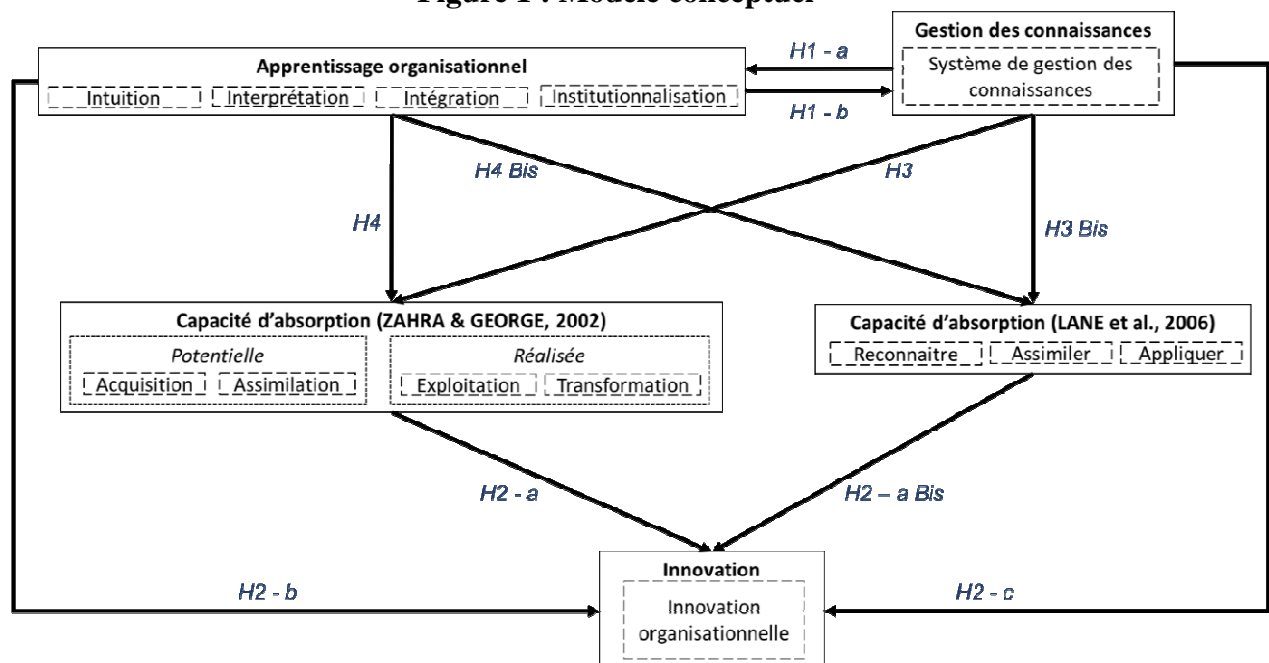 Figure 1 : Modèle conceptuel
Gestion des connaissances
Système de gestion des
connaissances
H1 - a
H1 - b
Apprentissage organisationnel
Intuition
Interprétation
Intégration
Institutionnalisation
H4 Bis
H3
H4
H3 Bis
Capacité d'absorption (ZAHRA & GEORGE, 2002)
Potentielle
Acquisition
Assimilation
Réalisée
Exploitation
Transformation
Capacité d'absorption (LANE et al., 2006)
Reconnaitre
Assimiler
Appliquer
H2 - a
H2 – a Bis
H2 - b
H2 - c
Innovation
Innovation
organisationnelle